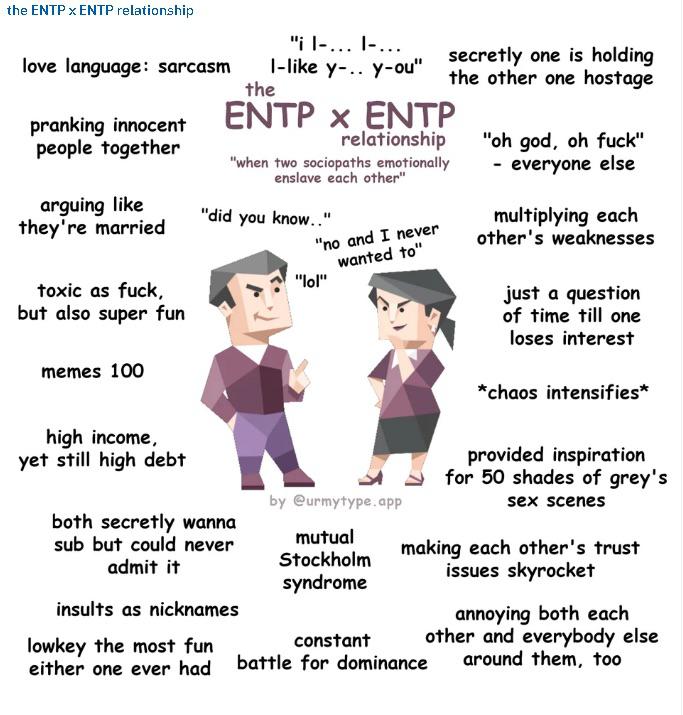 the ENTP x ENTP relationship
love language: sarcasm
"i l-... l-...
l-like y-.. y-ou"
secretly one is holding
the other one hostage
the
ENTP x ENTP
relationship
"when two sociopaths emotionally
enslave each other"
pranking innocent
people together
"oh god, oh fuck"
- everyone else
arguing like
they're married
"did you know.."
"no and I never
wanted to"
"lol"
multiplying each
other's weaknesses
toxic as fuck,
but also super fun
just a question
of time till one
loses interest
memes 100
*chaos intensifies*
high income,
yet still high debt
provided inspiration
for 50 shades of grey's
sex scenes
by @urmytype.app
both secretly wanna
sub but could never
admit it
mutual
Stockholm
syndrome
making each other's trust
issues skyrocket
insults as nicknames
annoying both each
other and everybody else
around them, too
lowkey the most fun
either one ever had
constant
battle for dominance